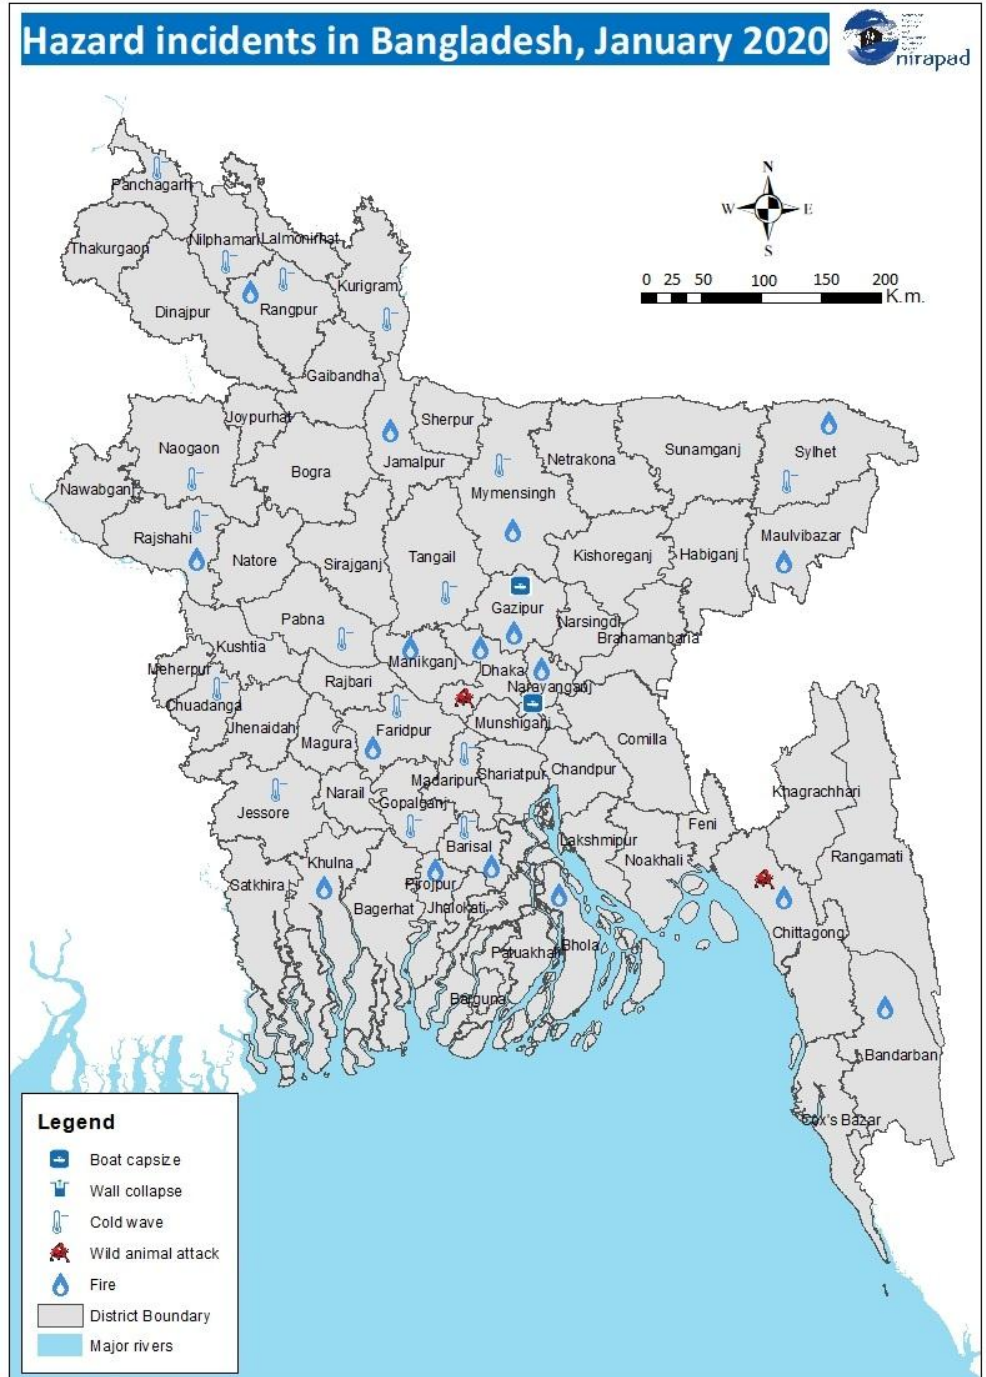 Hazard incidents in Bangladesh, January 2020
nirapad
N
W
E
S
0 25 50 100 150 200
K.m.
Panchagarh
Thakurgaon
Nilphamari
Lalmonirhat
Kurigram
Dinajpur
Rangpur
Gaibandha
Joypurhat
Sherpur
Naogaon
Jamalpur
Netrakona
Sunamganj
Sylhet
Bogra
Nawabganj
Mymensingh
Rajshahi
Natore
Sirajganj
Tangail
Kishoreganj
Habiganj
Maulvibazar
Gazipur
Pabna
Narsingdi
Brahamanbaria
Kushtia
Meherpur
Manikganj
Dhaka
Rajbari
Narayanganj
Chuadanga
Jhenaidah
Magura
Faridpur
Munshiganj
Comilla
Madaripur
Shariatpur
Chandpur
Khagrachhari
Narail
Gopalganj
Jessore
Feni
Barisal
Lakshmipur
Rangamati
Khulna
Noakhali
Satkhira
Pirojpur
Bagerhat
Jhalokati
Chittagong
Patuakhali
Bhola
Barguna
Bandarban
Cox's Bazar
Legend
Boat capsize
Wall collapse
Cold wave
Wild animal attack
Fire
District Boundary
Major rivers